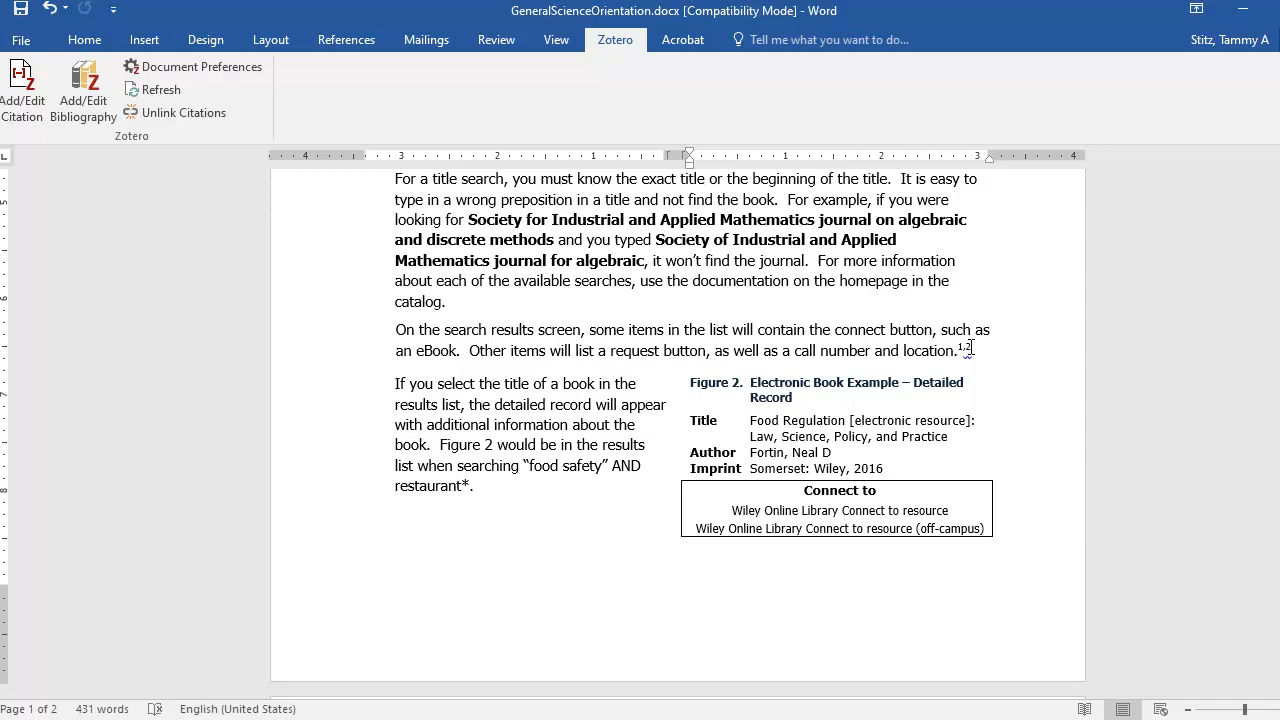 GeneralScienceOrientation.docx [Compatibility Mode] - Word
File Home Insert Design Layout References Mailings Review View Zotero Acrobat Tell me what you want to do... Stitz, Tammy A
Add/Edit Citation
Add/Edit Bibliography
Document Preferences
Refresh
Unlink Citations
Zotero
4 3 2 1 1 2 3 4
For a title search, you must know the exact title or the beginning of the title. It is easy to
type in a wrong preposition in a title and not find the book. For example, if you were
looking for Society for Industrial and Applied Mathematics journal on algebraic
and discrete methods and you typed Society of Industrial and Applied
Mathematics journal for algebraic, it won’t find the journal. For more information
about each of the available searches, use the documentation on the homepage in the
catalog.
On the search results screen, some items in the list will contain the connect button, such as
an eBook. Other items will list a request button, as well as a call number and location.1,2
If you select the title of a book in the
results list, the detailed record will appear
with additional information about the
book. Figure 2 would be in the results
list when searching “food safety” AND
restaurant*.
Figure 2. Electronic Book Example – Detailed
Record
Title Food Regulation [electronic resource]:
Law, Science, Policy, and Practice
Author Fortin, Neal D
Imprint Somerset: Wiley, 2016
Connect to
Wiley Online Library Connect to resource
Wiley Online Library Connect to resource (off-campus)
5
6
7
8
Page 1 of 2 431 words English (United States)